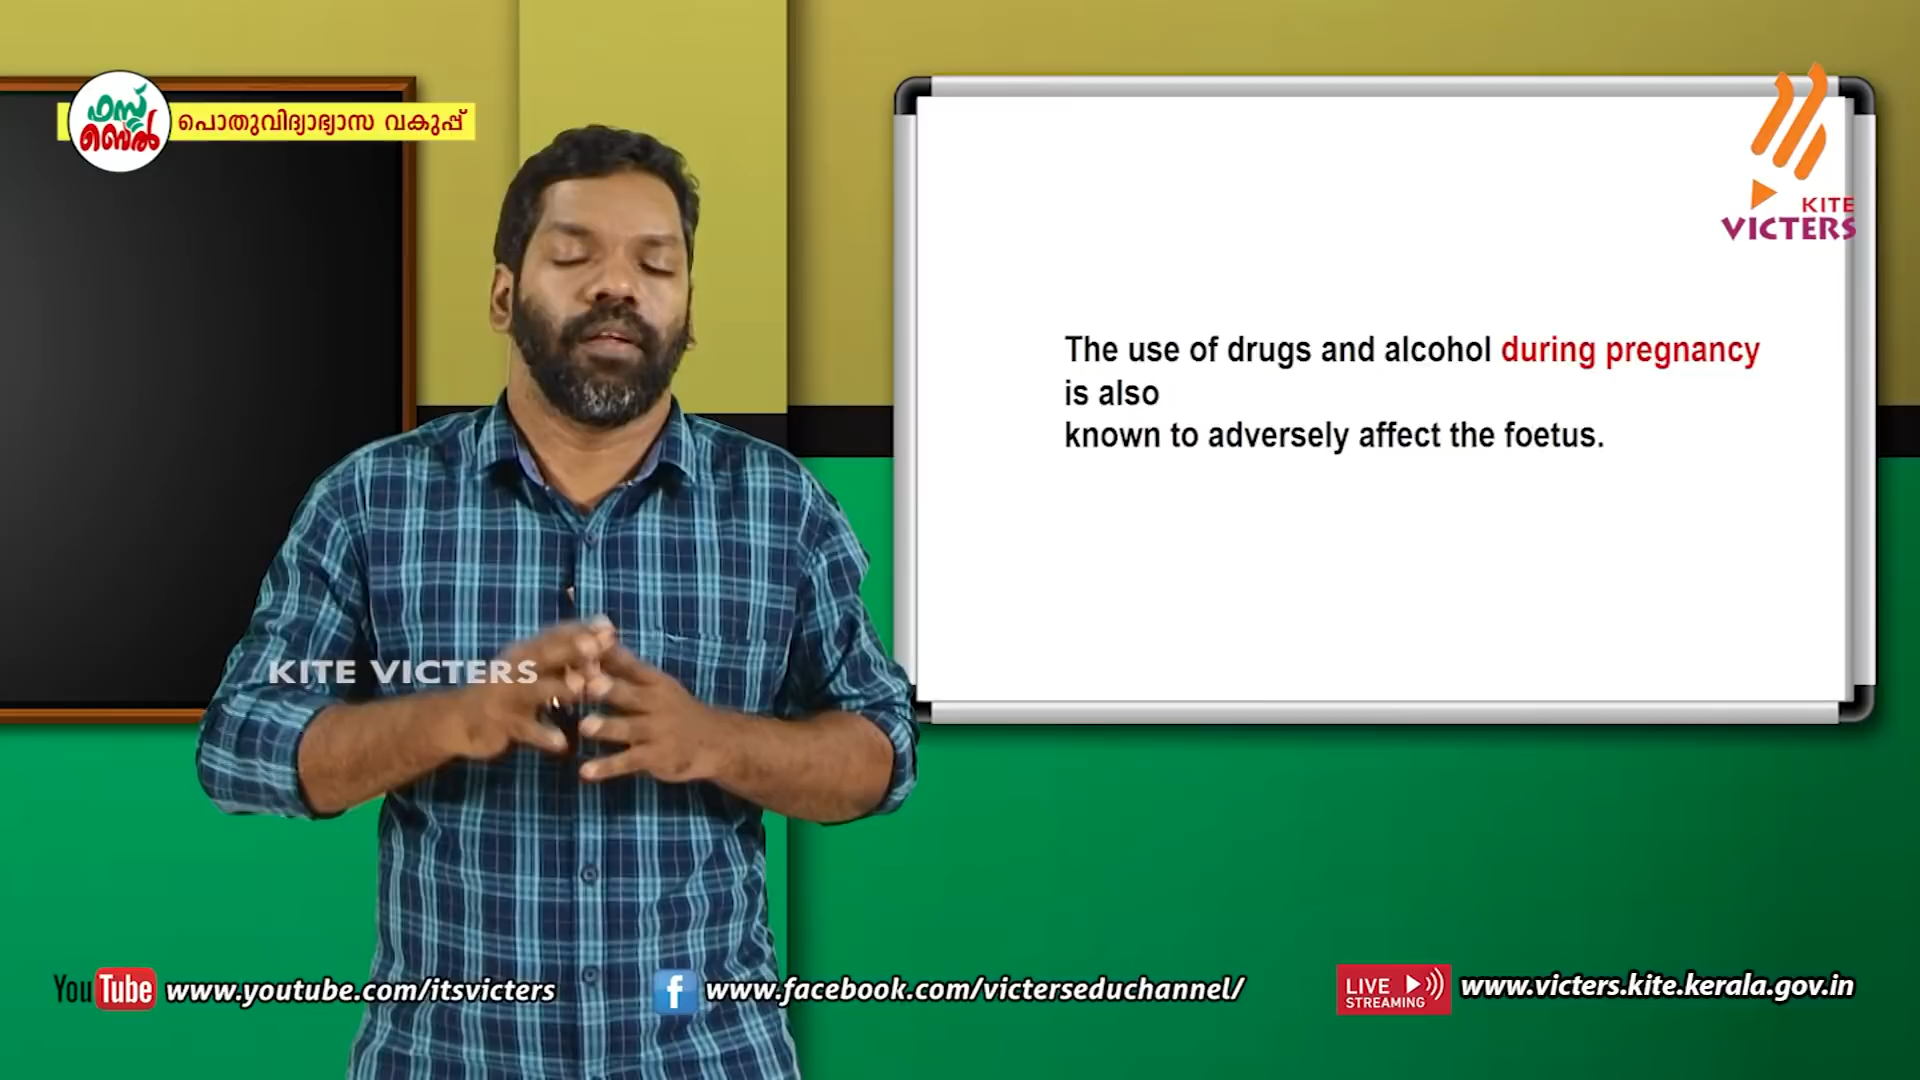 ഫസ്റ്റ്
ബെൽ
പൊതുവിദ്യാഭ്യാസ വകുപ്പ്
KITE
VICTERS
The use of drugs and alcohol during pregnancy
is also
known to adversely affect the foetus.
KITE VICTERS
YouTube www.youtube.com/itsvicters
f www.facebook.com/victerseduchannel/
LIVE
STREAMING
www.victers.kite.kerala.gov.in